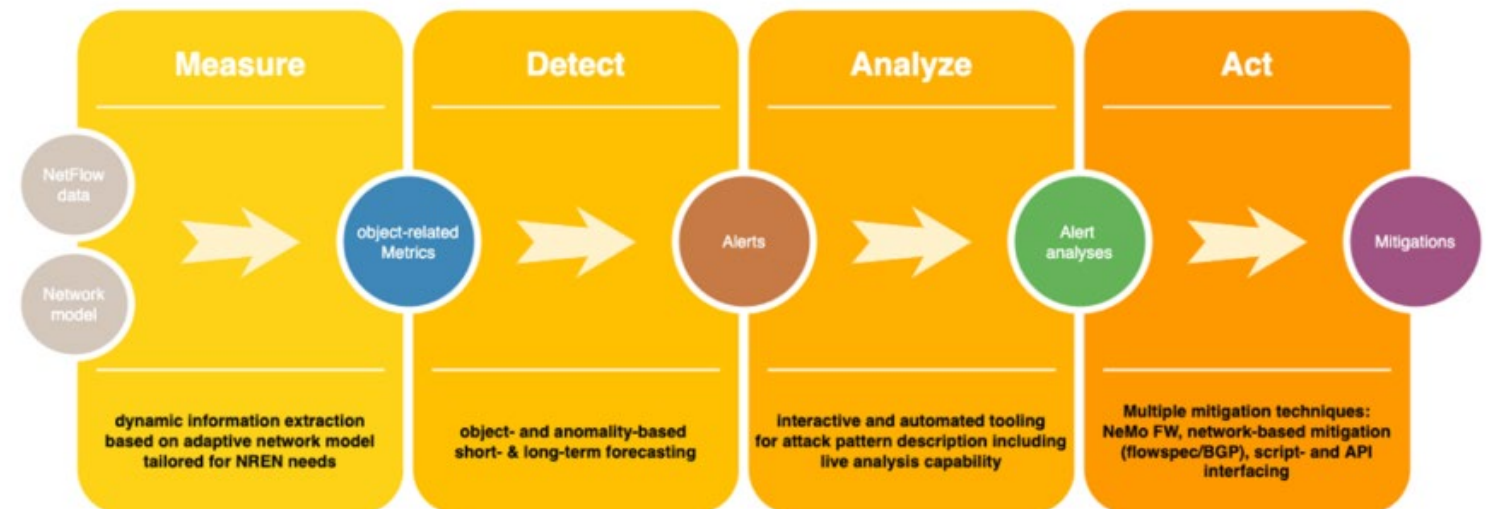 Measure
Detect
Analyze
Act
NetFlow
data
Network
model
object-related
Metrics
Alerts
Alert
analyses
Mitigations
dynamic information extraction
based on adaptive network model
tailored for NREN needs
object- and anomality-based
short- & long-term forecasting
interactive and automated tooling
for attack pattern description including
live analysis capability
Multiple mitigation techniques:
NeMo FW, network-based mitigation
(flowspec/BGP), script- and API
interfacing